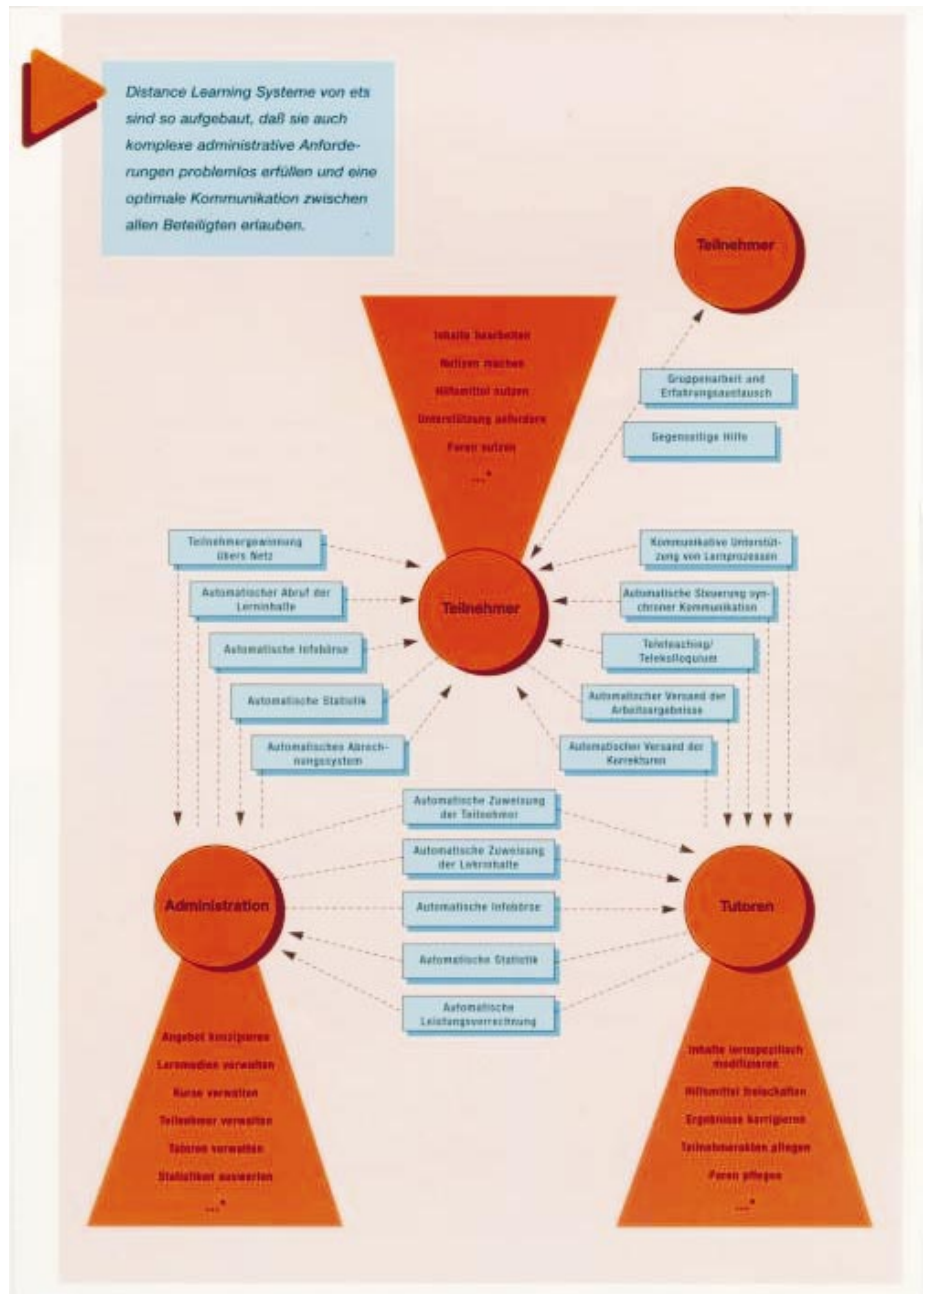 Distance Learning Systeme von ets
sind so aufgebaut, daß sie auch
komplexe administrative Anforde-
rungen problemlos erfüllen und eine
optimale Kommunikation zwischen
allen Beteiligten erlauben.
Teilnehmer
Inhalte bearbeiten
Notizen machen
Hilfsmittel nutzen
Unterstützung anfordern
Foren nutzen
...*
Gruppenarbeit und
Erfahrungsaustausch
Gegenseitige Hilfe
Teilnehmergewinnung
übers Netz
Automatischer Abruf der
Lerninhalte
Automatische Infobörse
Automatische Statistik
Automatisches Abrech-
nungssystem
Teilnehmer
Kommunikative Unterstüt-
zung von Lernprozessen
Automatische Steuerung syn-
chroner Kommunikation
Teleteaching/
Telekolloquium
Automatischer Versand der
Arbeitsergebnisse
Automatischer Versand der
Korrekturen
Automatische Zuweisung
der Teilnehmer
Automatische Zuweisung
der Lehrinhalte
Automatische Infobörse
Automatische Statistik
Automatische
Leistungsverrechnung
Administration
Angebot konzipieren
Lernmedien verwalten
Kurse verwalten
Teilnehmer verwalten
Tutoren verwalten
Statistiken auswerten
...*
Tutoren
Inhalte lernspezifisch
modifizieren
Hilfsmittel freischalten
Ergebnisse korrigieren
Teilnehmerakten pflegen
Foren pflegen
...*